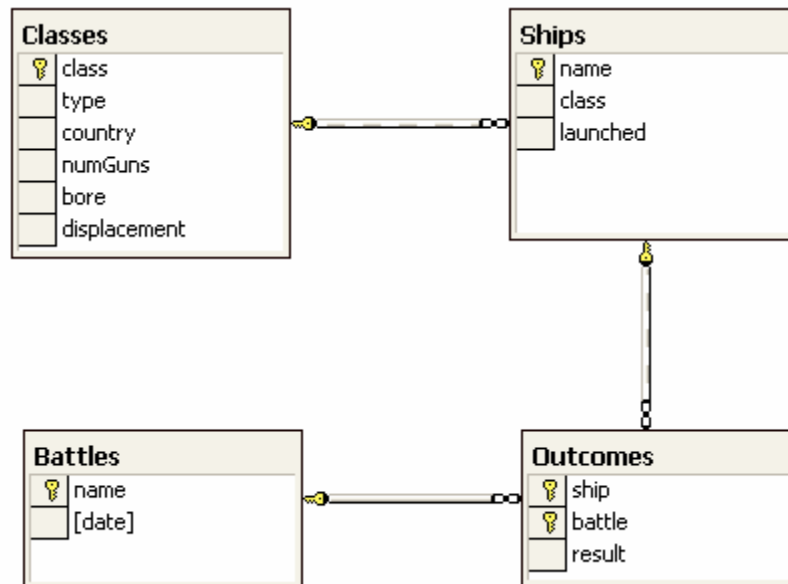 Classes
class
type
country
numGuns
bore
displacement
Ships
name
class
launched
Battles
name
[date]
Outcomes
ship
battle
result